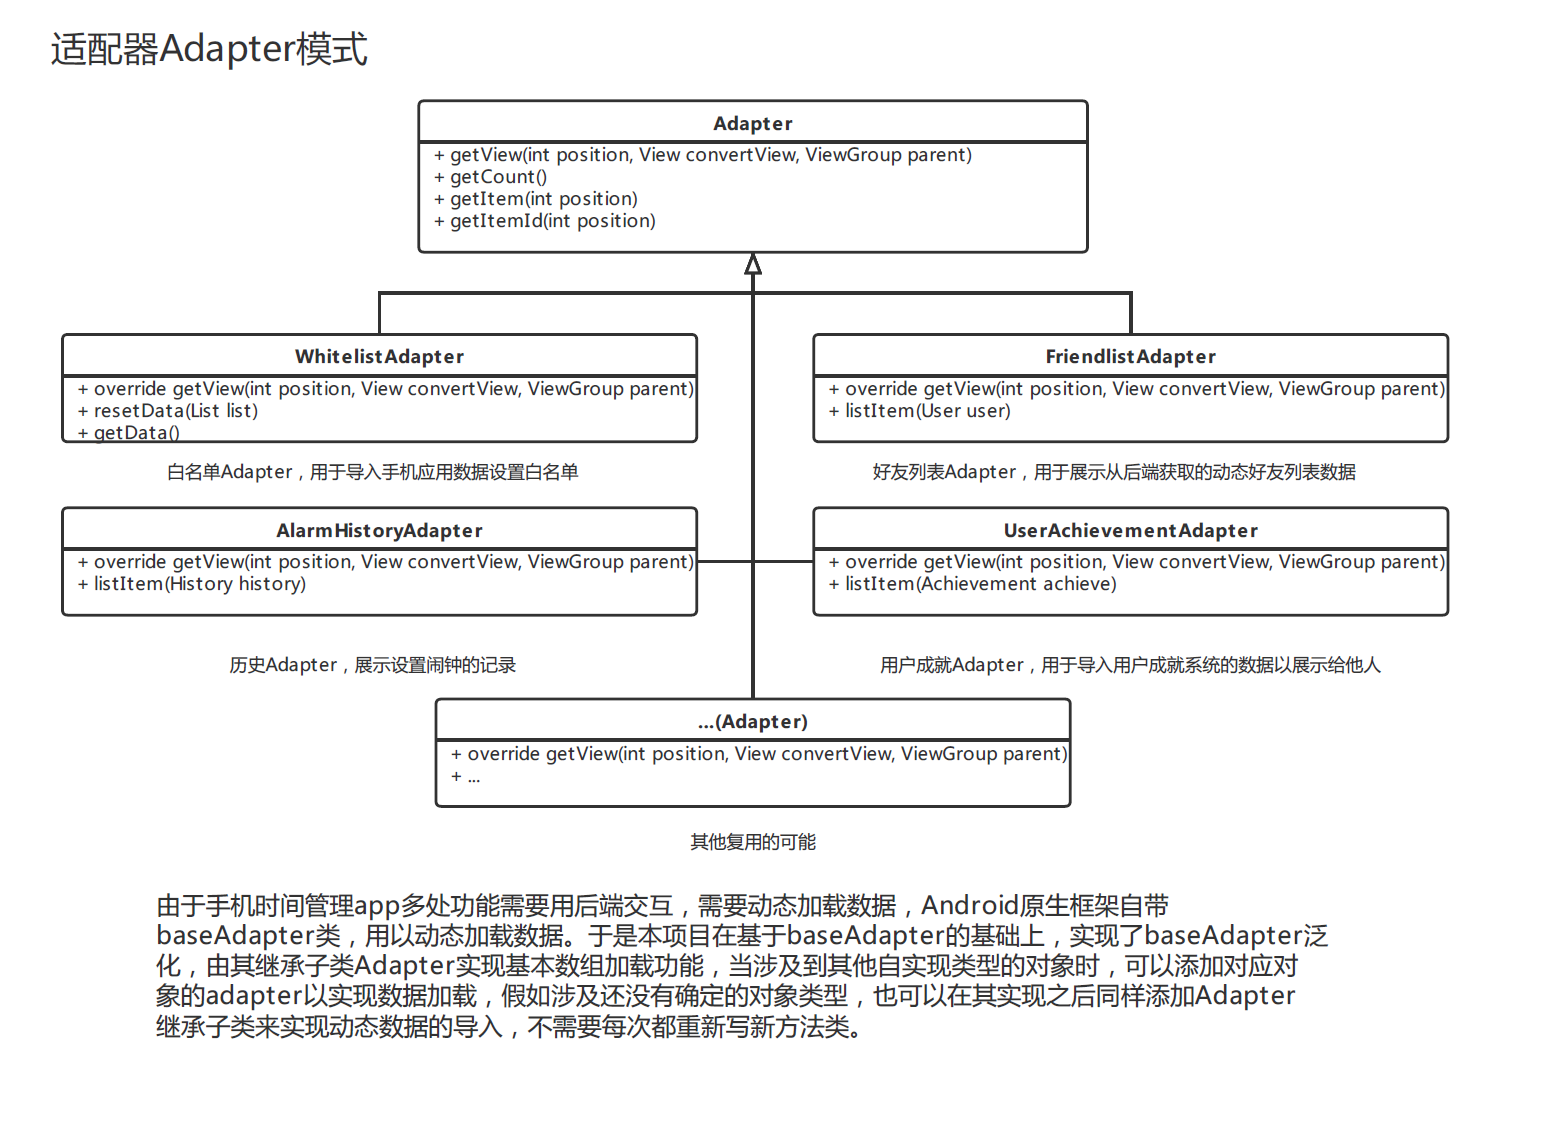 适配器Adapter模式
Adapter
+ getView(int position, View convertView, ViewGroup parent)
+ getCount()
+ getItem(int position)
+ getItemId(int position)
WhitelistAdapter
+ override getView(int position, View convertView, ViewGroup parent)
+ resetData(List list)
+ getData()
白名单Adapter，用于导入手机应用数据设置白名单
FriendlistAdapter
+ override getView(int position, View convertView, ViewGroup parent)
+ listItem(User user)
好友列表Adapter，用于展示从后端获取的动态好友列表数据
AlarmHistoryAdapter
+ override getView(int position, View convertView, ViewGroup parent)
+ listItem(History history)
历史Adapter，展示设置闹钟的记录
UserAchievementAdapter
+ override getView(int position, View convertView, ViewGroup parent)
+ listItem(Achievement achieve)
用户成就Adapter，用于导入用户成就系统的数据以展示给他人
...(Adapter)
+ override getView(int position, View convertView, ViewGroup parent)
+ ...
其他复用的可能
由于手机时间管理app多处功能需要用后端交互，需要动态加载数据，Android原生框架自带
baseAdapter类，用以动态加载数据。于是本项目在基于baseAdapter的基础上，实现了baseAdapter泛
化，由其继承子类Adapter实现基本数组加载功能，当涉及到其他自实现类型的对象时，可以添加对应对
象的adapter以实现数据加载，假如涉及还没有确定的对象类型，也可以在其实现之后同样添加Adapter
继承子类来实现动态数据的导入，不需要每次都重新写新方法类。